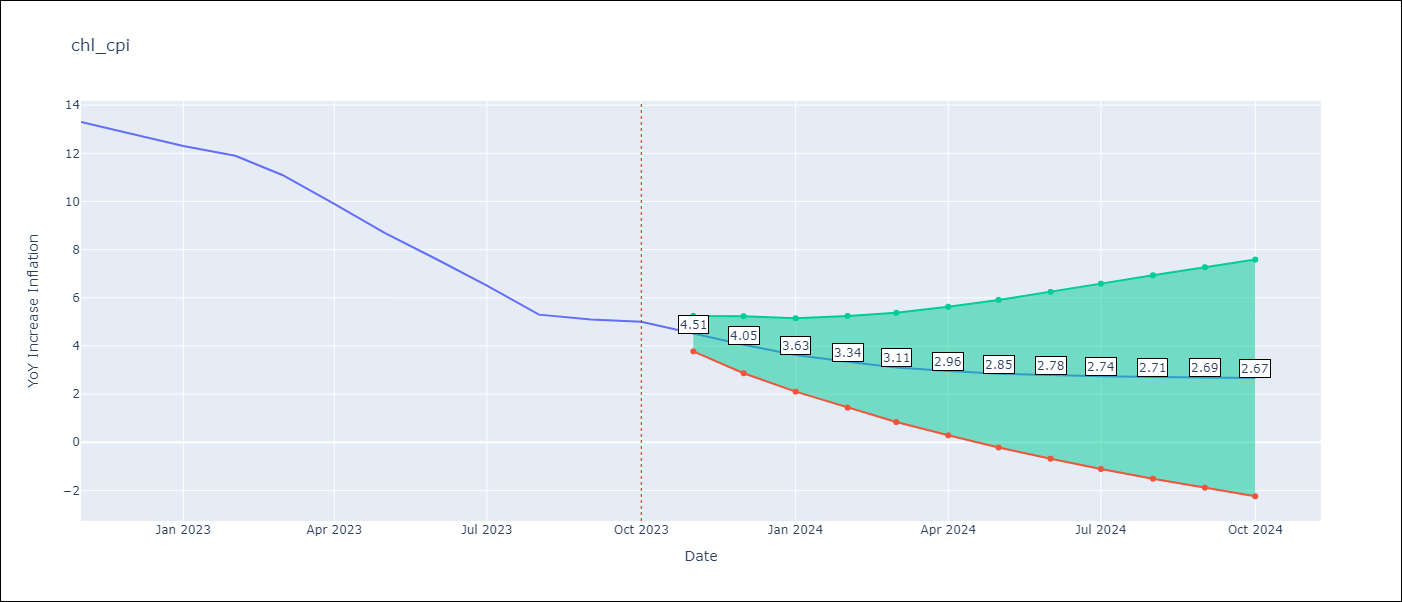 chl_cpi
14
12
10
8
6
4
2
0
−2
YoY Increase Inflation
4.51
4.05
3.63
3.34
3.11
2.96
2.85
2.78
2.74
2.71
2.69
2.67
Jan 2023
Apr 2023
Jul 2023
Oct 2023
Jan 2024
Apr 2024
Jul 2024
Oct 2024
Date